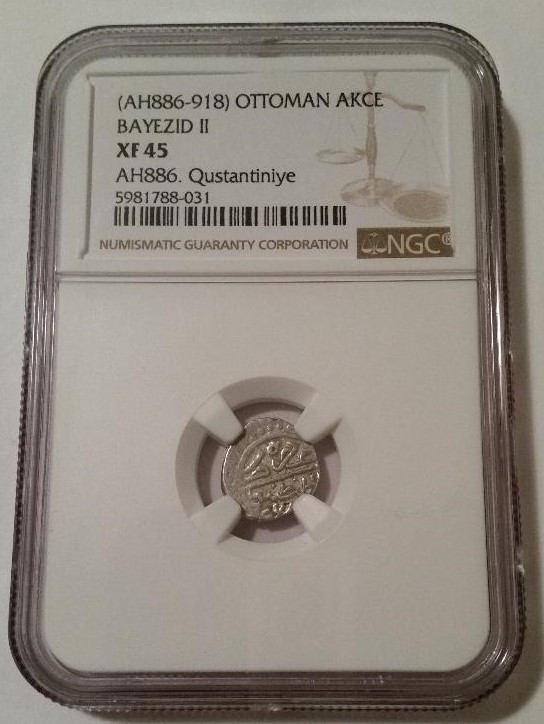 (AH886-918) OTTOMAN AKCE
BAYEZID II
XF 45
AH886. Qustantiniye
5981788-031
NUMISMATIC GUARANTY CORPORATION
NGC®